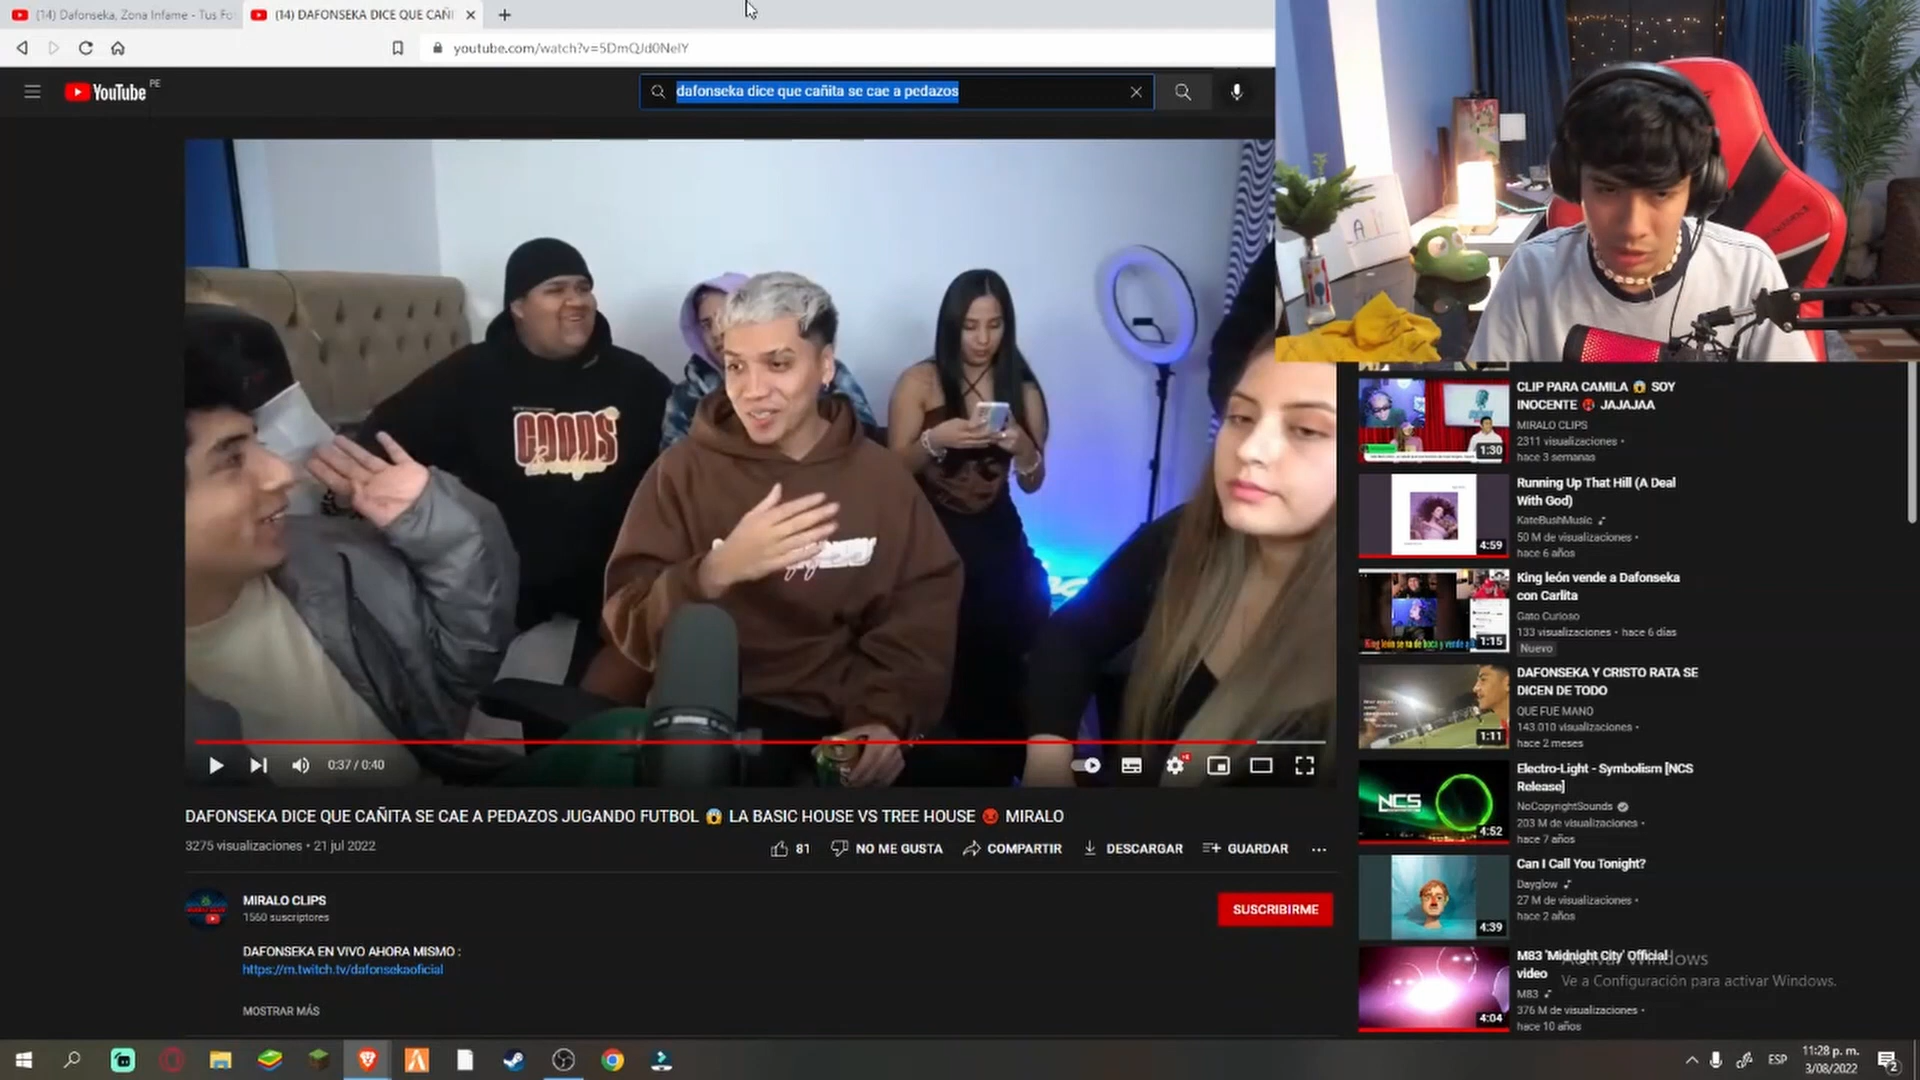 (14) Dafonseka, Zona Infame - Tus Fo
(14) DAFONSEKA DICE QUE CAÑI
youtube.com/watch?v=5DmQJd0NeIY
YouTube PE
dafonseka dice que cañita se cae a pedazos
GOODS
0:37 / 0:40
DAFONSEKA DICE QUE CAÑITA SE CAE A PEDAZOS JUGANDO FUTBOL 😱 LA BASIC HOUSE VS TREE HOUSE 😡 MIRALO
3275 visualizaciones • 21 jul 2022
81 NO ME GUSTA COMPARTIR DESCARGAR GUARDAR
MIRALO CLIPS
1560 suscriptores
SUSCRIBIRME
DAFONSEKA EN VIVO AHORA MISMO :
https://m.twitch.tv/dafonsekaoficial
MOSTRAR MÁS
CLIP PARA CAMILA 😱 SOY
INOCENTE JAJAJAA
MIRALO CLIPS
2311 visualizaciones •
hace 3 semanas
1:30
Running Up That Hill (A Deal
With God)
KateBushMusic
50 M de visualizaciones •
hace 6 años
4:59
King león vende a Dafonseka
con Carlita
Gato Curioso
133 visualizaciones • hace 6 días
Nuevo
1:15
DAFONSEKA Y CRISTO RATA SE
DICEN DE TODO
QUE FUE MANO
143.010 visualizaciones •
hace 2 meses
1:11
Electro-Light - Symbolism [NCS
Release]
NoCopyrightSounds
203 M de visualizaciones •
hace 7 años
NCS
4:52
Can I Call You Tonight?
Dayglow
27 M de visualizaciones •
hace 2 años
4:39
M83 'Midnight City' Official
video
M83
376 M de visualizaciones •
hace 10 años
4:04
Activar Windows
Ve a Configuración para activar Windows.
ESP
11:28 p. m.
3/08/2022
2